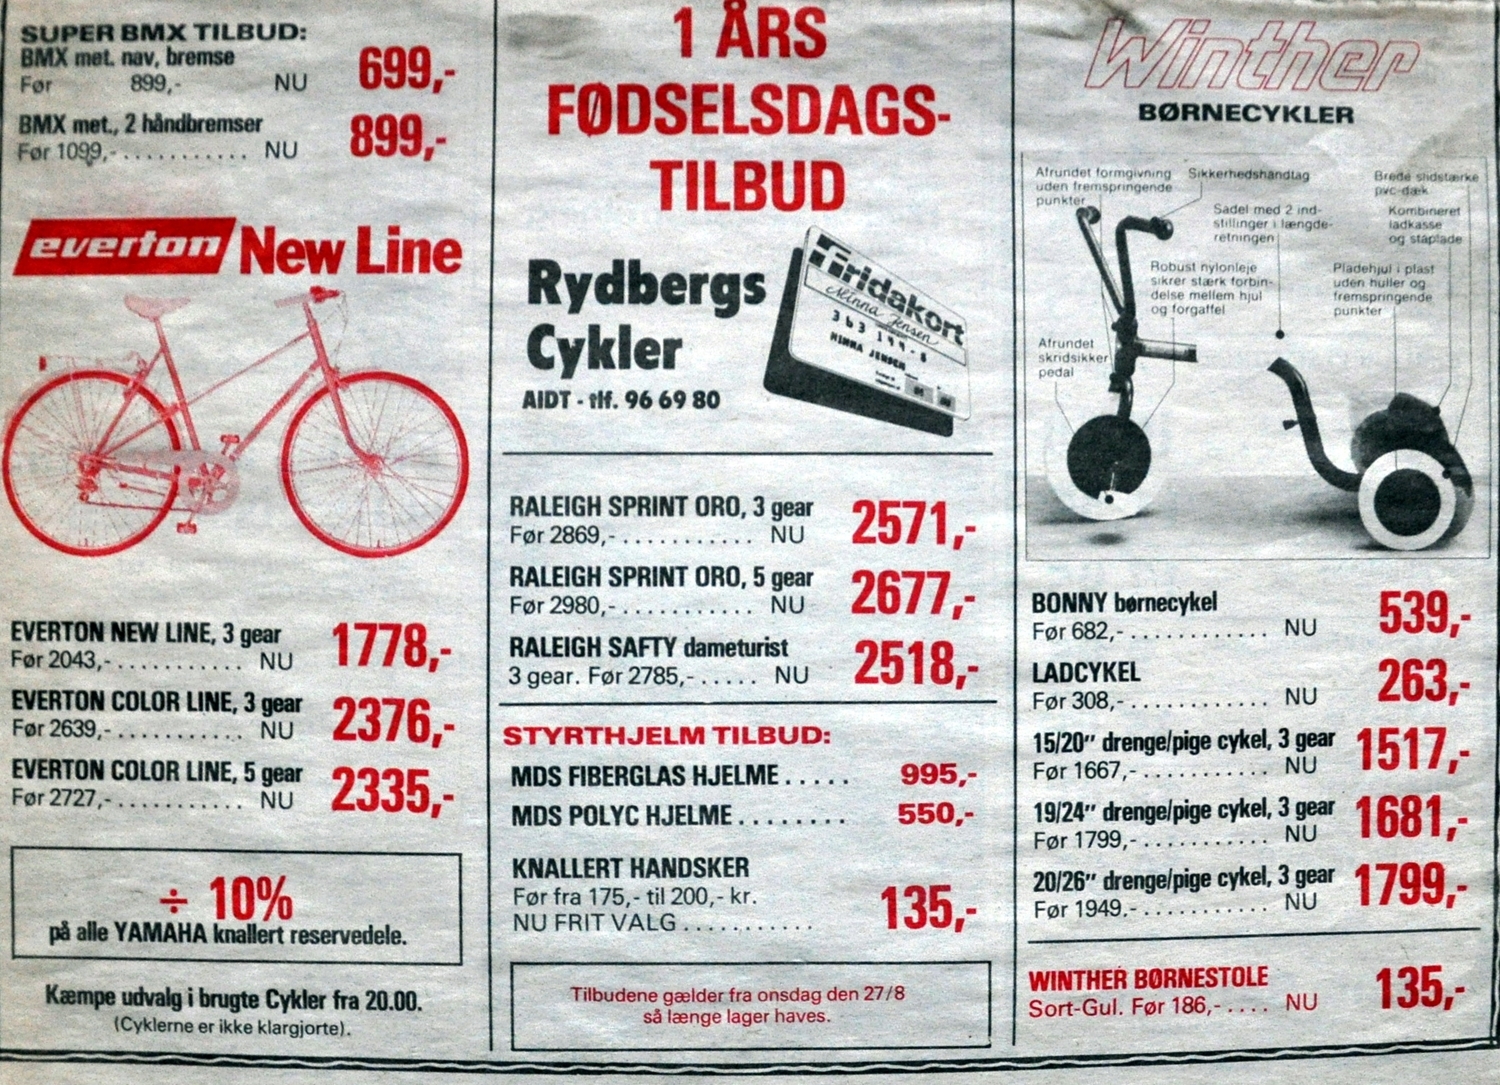 SUPER BMX TILBUD:
BMX met. nav, bremse
Før 899,- NU 699,-
BMX met., 2 håndbremser
Før 1099,- ........... NU 899,-
everton New Line
EVERTON NEW LINE, 3 gear
Før 2043,- ........... NU 1778,-
EVERTON COLOR LINE, 3 gear
Før 2639,- ........... NU 2376,-
EVERTON COLOR LINE, 5 gear
Før 2727,- ........... NU 2335,-
÷ 10%
på alle YAMAHA knallert reservedele.
Kæmpe udvalg i brugte Cykler fra 20.00.
(Cyklerne er ikke klargjorte).
1 ÅRS
FØDSELSDAGS-
TILBUD
Rydbergs
Cykler
AIDT - tlf. 96 69 80
Fridakort
Minna Jensen
MINNA JENSEN
RALEIGH SPRINT ORO, 3 gear
Før 2869,- ........... NU 2571,-
RALEIGH SPRINT ORO, 5 gear
Før 2980,- ........... NU 2677,-
RALEIGH SAFTY dameturist
3 gear. Før 2785,- ..... NU 2518,-
STYRTHJELM TILBUD:
MDS FIBERGLAS HJELME ..... 995,-
MDS POLYC HJELME ........ 550,-
KNALLERT HANDSKER
Før fra 175,- til 200,- kr.
NU FRIT VALG ........... 135,-
Tilbudene gælder fra onsdag den 27/8
så længe lager haves.
Winther
BØRNECYKLER
Afrundet formgivning
uden fremspringende
punkter
Sikkerhedshandtag
Brede slidstærke
pvc-dæk
Sadel med 2 ind-
stillinger i længde-
retningen
Kombineret
ladkasse
og ståplade
Robust nylonleje
sikrer stærk forbin-
delse mellem hjul
og forgaffel
Pladehjul i plast
uden huller og
fremspringende
punkter
Afrundet
skridsikker
pedal
BONNY børnecykel
Før 682,- ............ NU 539,-
LADCYKEL
Før 308,- ............ NU 263,-
15/20" drenge/pige cykel, 3 gear
Før 1667,- ........... NU 1517,-
19/24" drenge/pige cykel, 3 gear
Før 1799,- ........... NU 1681,-
20/26" drenge/pige cykel, 3 gear
Før 1949.- ........... NU 1799,-
WINTHER BØRNESTOLE
Sort-Gul. Før 186,- .... NU 135,-